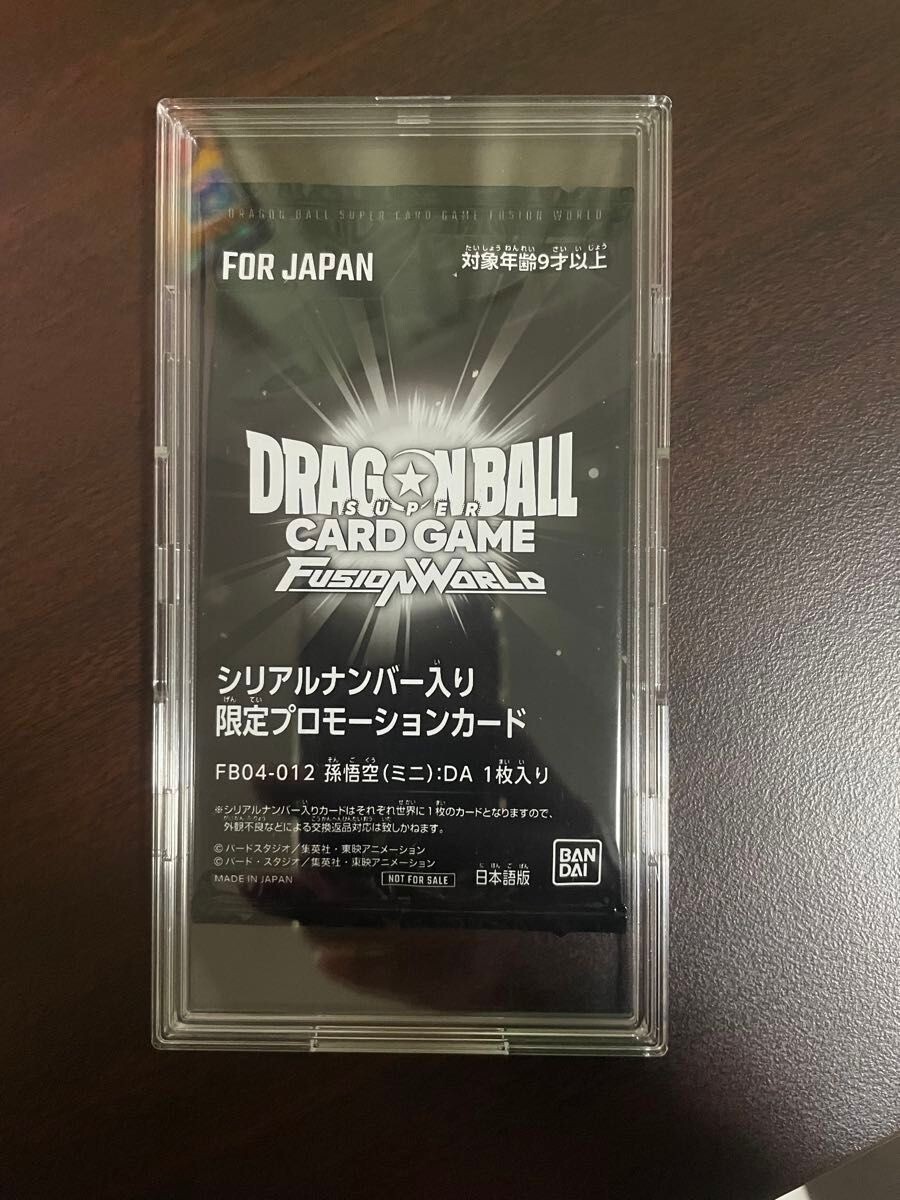 DRAGON BALL SUPER CARD GAME FUSION WORLD
FOR JAPAN
対象年齢9才以上
DRAGON BALL
SUPER
CARD GAME
FUSION WORLD
シリアルナンバー入り
限定プロモーションカード
FB04-012 孫悟空(ミニ):DA 1枚入り
※シリアルナンバー入りカードはそれぞれ世界に1枚のカードとなりますので、
外観不良などによる交換返品対応は致しかねます。
©バードスタジオ/集英社・東映アニメーション
©バード・スタジオ/集英社・東映アニメーション
MADE IN JAPAN
NOT FOR SALE
日本語版
BAN
DAI